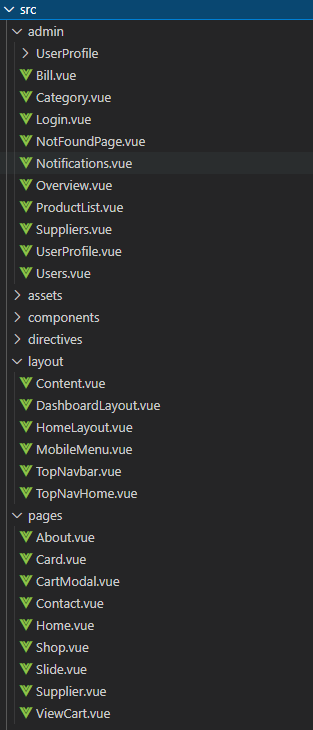 src
admin
UserProfile
Bill.vue
Category.vue
Login.vue
NotFoundPage.vue
Notifications.vue
Overview.vue
ProductList.vue
Suppliers.vue
UserProfile.vue
Users.vue
assets
components
directives
layout
Content.vue
DashboardLayout.vue
HomeLayout.vue
MobileMenu.vue
TopNavbar.vue
TopNavHome.vue
pages
About.vue
Card.vue
CartModal.vue
Contact.vue
Home.vue
Shop.vue
Slide.vue
Supplier.vue
ViewCart.vue